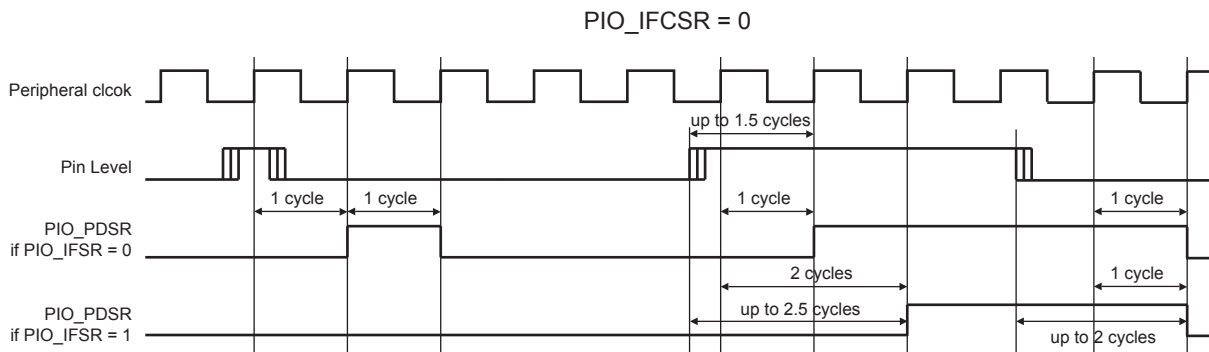 PIO_IFCSR = 0
Peripheral clcok
up to 1.5 cycles
Pin Level
1 cycle
1 cycle
1 cycle
1 cycle
PIO_PDSR
if PIO_IFSR = 0
2 cycles
1 cycle
PIO_PDSR
if PIO_IFSR = 1
up to 2.5 cycles
up to 2 cycles